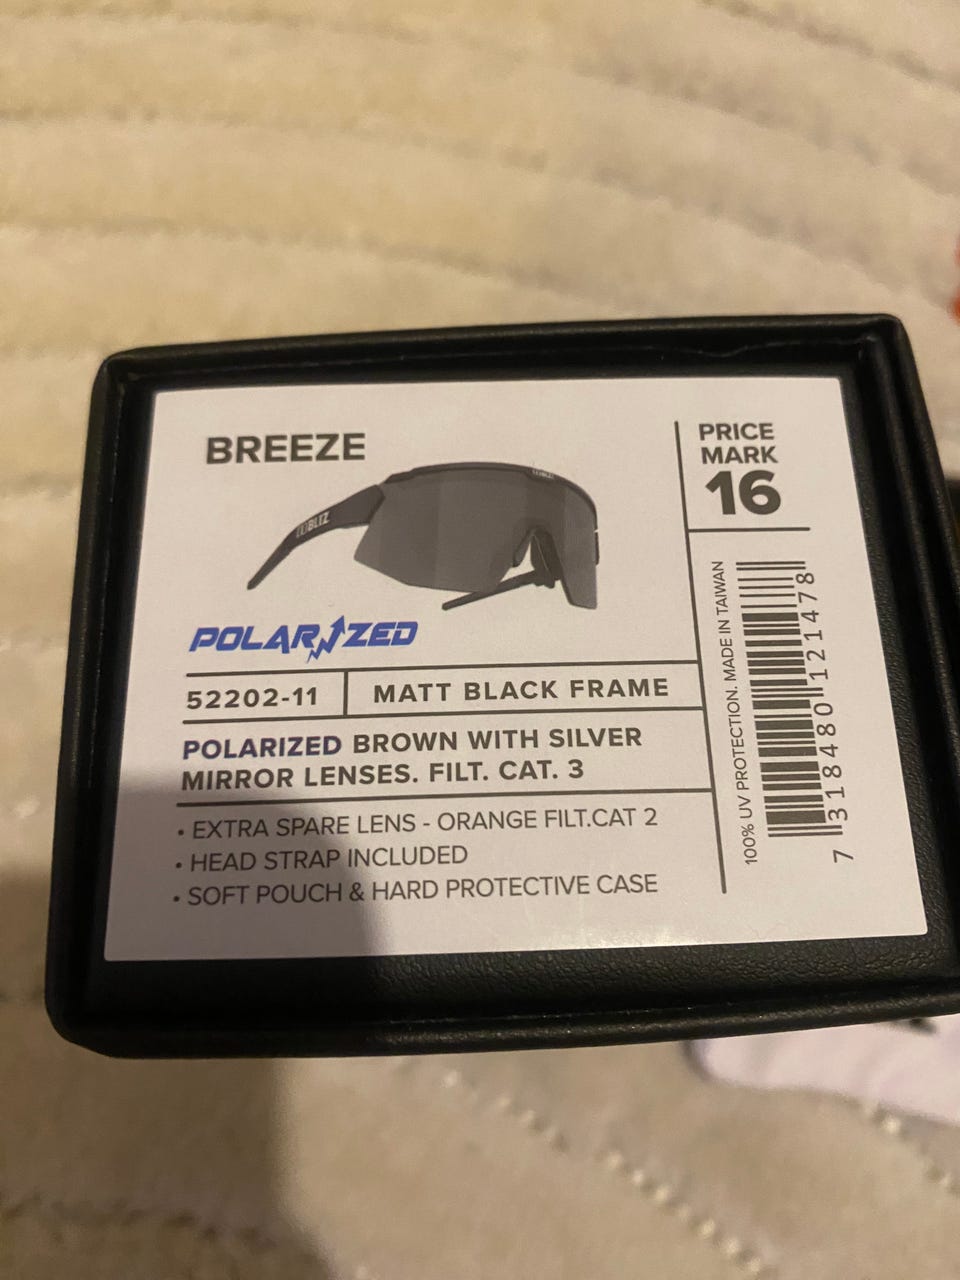 BREEZE
BLIZ
BLIZ
POLARIZED
52202-11
MATT BLACK FRAME
POLARIZED BROWN WITH SILVER
MIRROR LENSES. FILT. CAT. 3
• EXTRA SPARE LENS - ORANGE FILT.CAT 2
• HEAD STRAP INCLUDED
• SOFT POUCH & HARD PROTECTIVE CASE
PRICE
MARK
16
100% UV PROTECTION. MADE IN TAIWAN
7 318480 121478